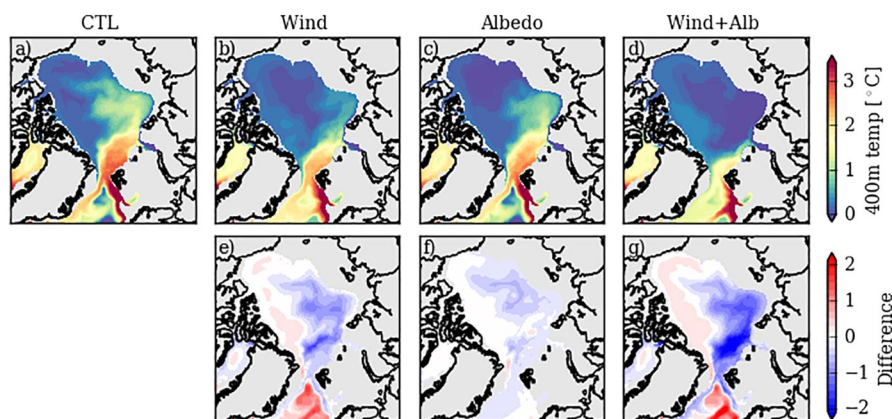 CTL Wind Albedo Wind+Alb
a) b) c) d)
3
2
1
0
400m temp [ °C]
e) f) g)
2
1
0
−1
−2
Difference